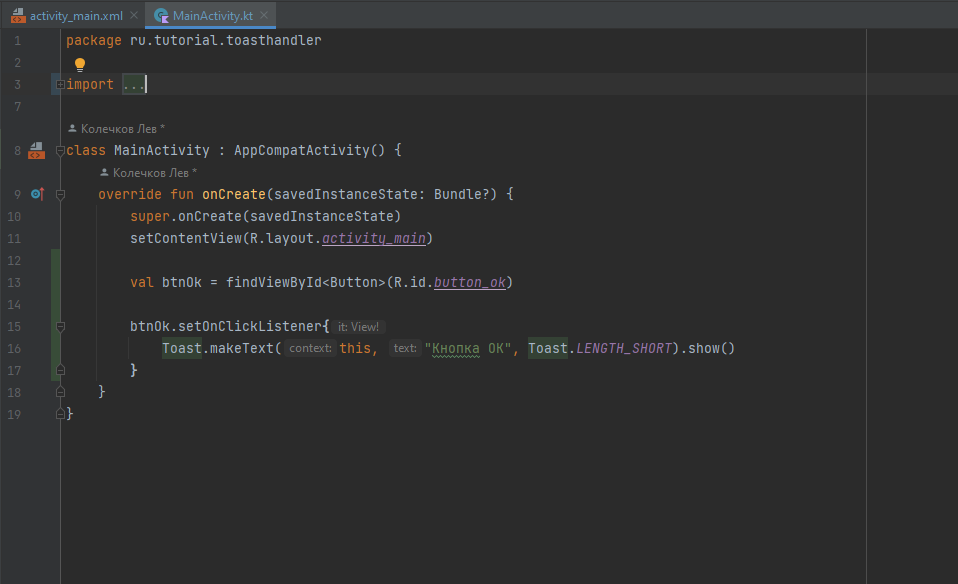 activity_main.xml MainActivity.kt
1 package ru.tutorial.toasthandler
2
3 import ...
7
Колечков Лев *
8 class MainActivity : AppCompatActivity() {
Колечков Лев *
9 override fun onCreate(savedInstanceState: Bundle?) {
10 super.onCreate(savedInstanceState)
11 setContentView(R.layout.activity_main)
12
13 val btnOk = findViewById<Button>(R.id.button_ok)
14
15 btnOk.setOnClickListener{ it: View!
16 Toast.makeText( context: this, text: "Кнопка ОК", Toast.LENGTH_SHORT).show()
17 }
18 }
19 }